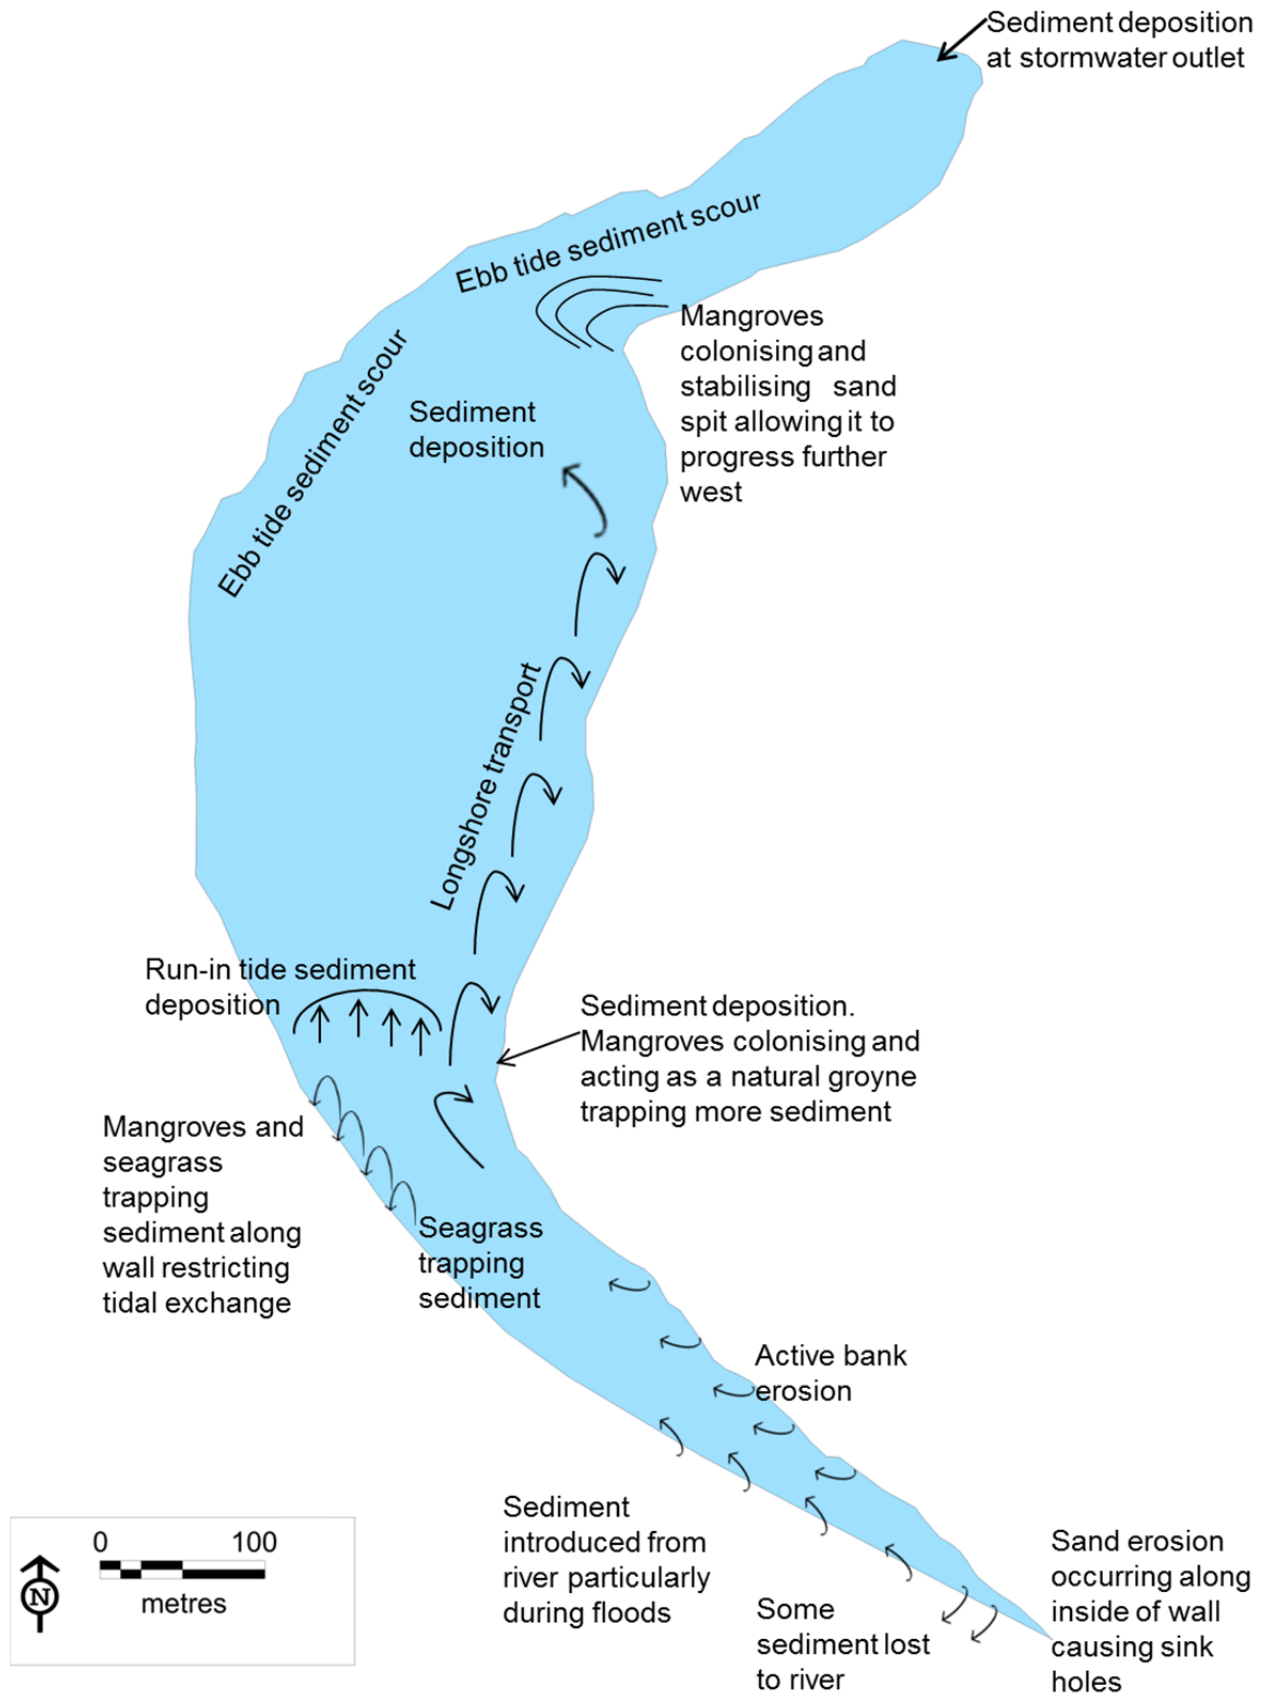 Sediment deposition
at stormwater outlet
Ebb tide sediment scour
Mangroves
colonising and
stabilising sand
spit allowing it to
progress further
west
Ebb tide sediment scour
Sediment
deposition
Longshore transport
Run-in tide sediment
deposition
Sediment deposition.
Mangroves colonising and
acting as a natural groyne
trapping more sediment
Mangroves and
seagrass
trapping
sediment along
wall restricting
tidal exchange
Seagrass
trapping
sediment
Active bank
erosion
Sediment
introduced from
river particularly
during floods
Some
sediment lost
to river
Sand erosion
occurring along
inside of wall
causing sink
holes
0 100
metres
N